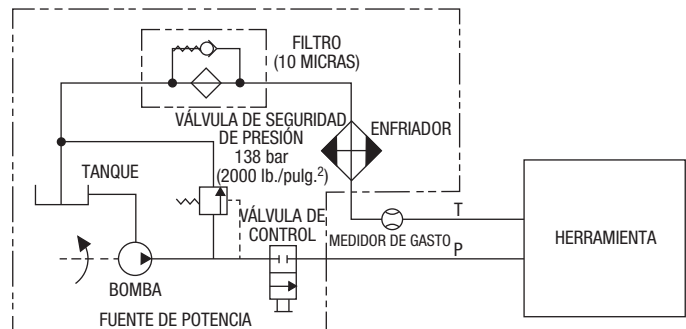 FILTRO
(10 MICRAS)
VÁLVULA DE SEGURIDAD
DE PRESIÓN
138 bar
(2000 lb./pulg.²)
ENFRIADOR
TANQUE
VÁLVULA DE
CONTROL
MEDIDOR DE GASTO
T
P
HERRAMIENTA
BOMBA
FUENTE DE POTENCIA